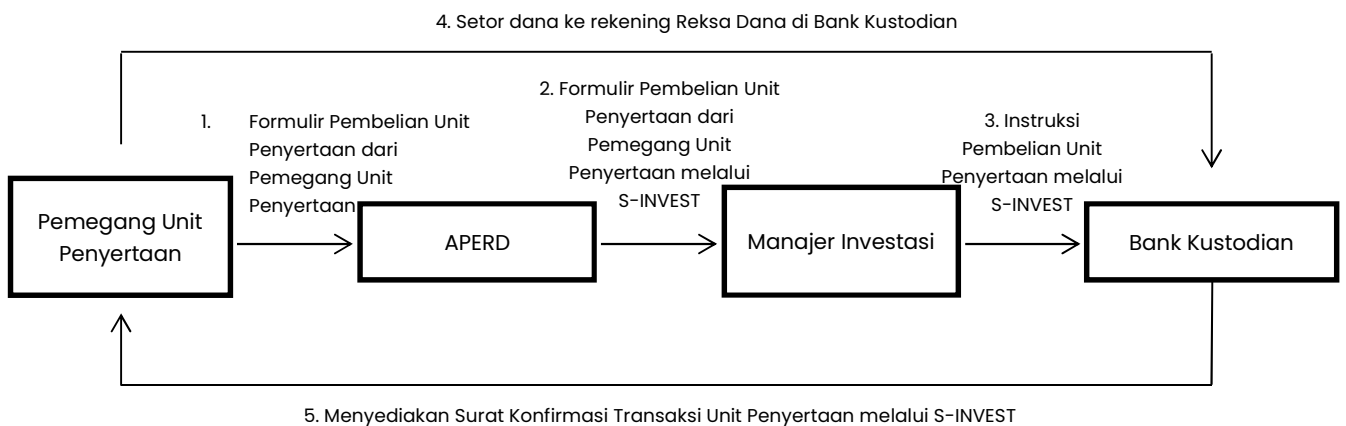 4. Setor dana ke rekening Reksa Dana di Bank Kustodian
1. Formulir Pembelian Unit
Penyertaan dari
Pemegang Unit
Penyertaan
2. Formulir Pembelian Unit
Penyertaan dari
Pemegang Unit
Penyertaan melalui
S-INVEST
3. Instruksi
Pembelian Unit
Penyertaan melalui
S-INVEST
Pemegang Unit
Penyertaan
APERD
Manajer Investasi
Bank Kustodian
5. Menyediakan Surat Konfirmasi Transaksi Unit Penyertaan melalui S-INVEST